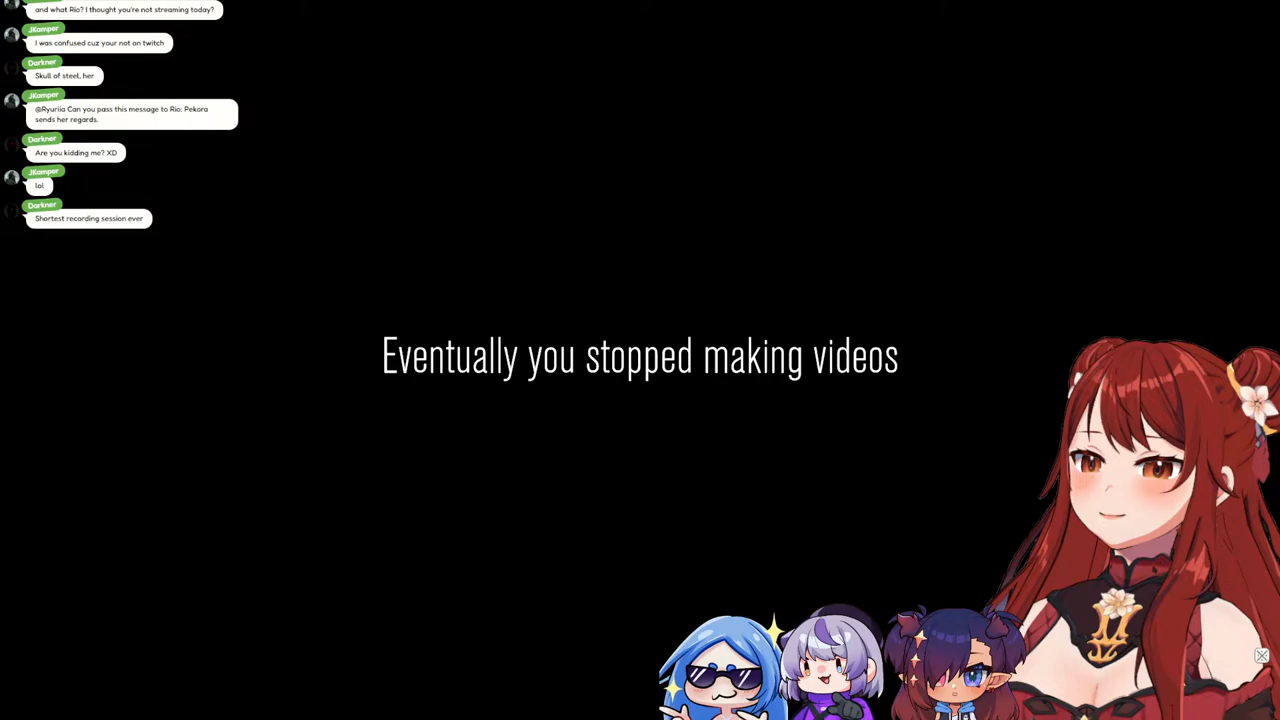 and what Rio? I thought you're not streaming today?
JKamper
I was confused cuz your not on twitch
Darkner
Skull of steel, her
JKamper
@Ryuriia Can you pass this message to Rio: Pekora
sends her regards.
Darkner
Are you kidding me? XD
JKamper
lol
Darkner
Shortest recording session ever
Eventually you stopped making videos